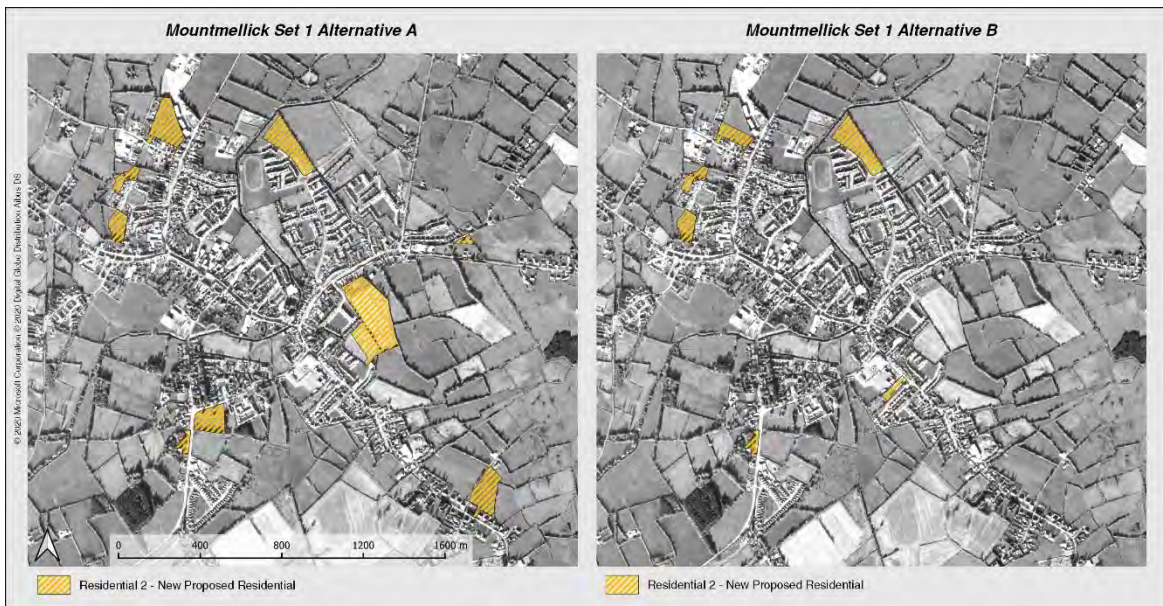 Mountmellick Set 1 Alternative A
Mountmellick Set 1 Alternative B
© 2020 Microsoft Corporation © 2020 Digital Globe Distribution Airbus DS
0 400 800 1200 1600 m
Residential 2 - New Proposed Residential
Residential 2 - New Proposed Residential